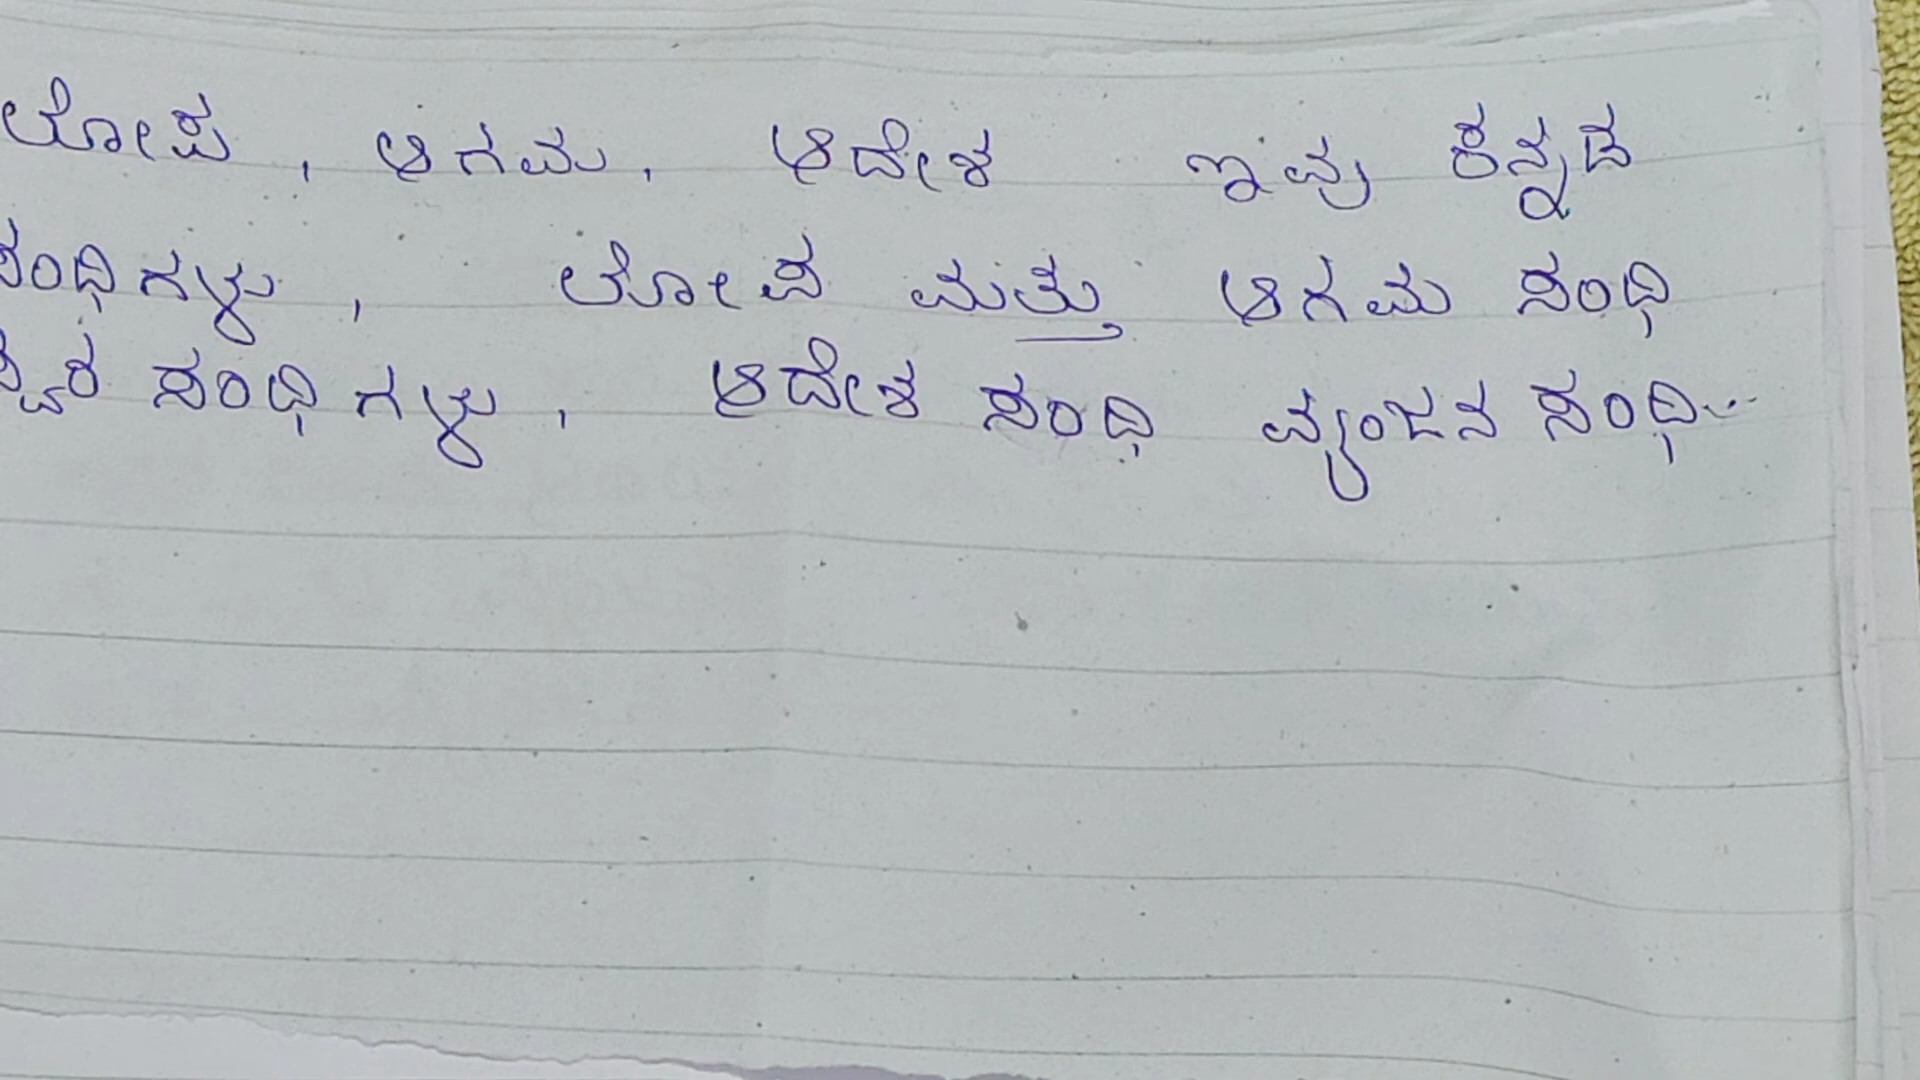 ಲೋಪ, ಆಗಮ, ಆದೇಶ ಇವು ಕನ್ನಡ
ಸಂಧಿಗಳು, ಲೋಪ ಮತ್ತು ಆಗಮ ಸಂಧಿ
ಸ್ವರ ಸಂಧಿಗಳು, ಆದೇಶ ಸಂಧಿ ವ್ಯಂಜನ ಸಂಧಿ...